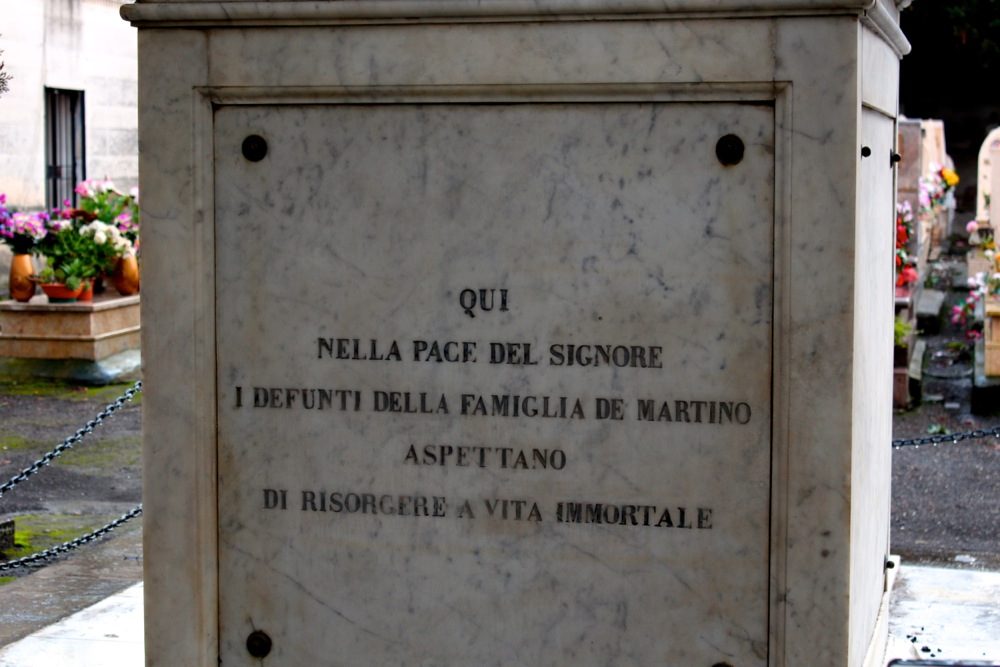 QUI
NELLA PACE DEL SIGNORE
I DEFUNTI DELLA FAMIGLIA DE MARTINO
ASPETTANO
DI RISORGERE A VITA IMMORTALE